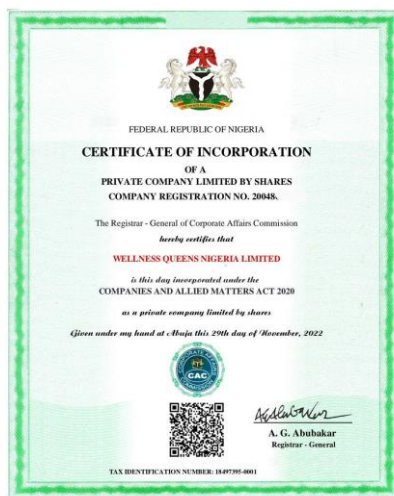 FEDERAL REPUBLIC OF NIGERIA
CERTIFICATE OF INCORPORATION
OF A
PRIVATE COMPANY LIMITED BY SHARES
COMPANY REGISTRATION NO. 20048.
The Registrar - General of Corporate Affairs Commission
hereby certifies that
WELLNESS QUEENS NIGERIA LIMITED
is this day incorporated under the
COMPANIES AND ALLIED MATTERS ACT 2020
as a private company limited by shares
Given under my hand at Abuja this 29th day of November, 2022
CORPORATE AFFAIRS
CAC
COMMISSION
A. G. Abubakar
Registrar - General
TAX IDENTIFICATION NUMBER: 18497395-0001